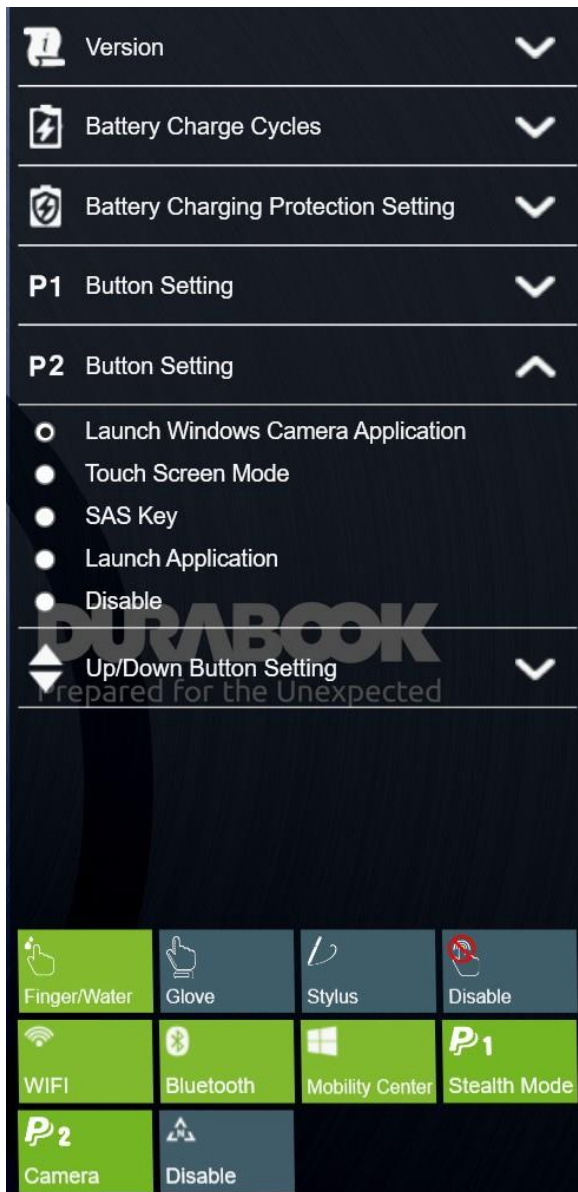 Version
Battery Charge Cycles
Battery Charging Protection Setting
P1 Button Setting
P2 Button Setting
Launch Windows Camera Application
Touch Screen Mode
SAS Key
Launch Application
Disable
DURABOOK
Up/Down Button Setting
Prepared for the Unexpected
Finger/Water Glove Stylus Disable
P1
WIFI Bluetooth Mobility Center Stealth Mode
P2 N
Camera Disable